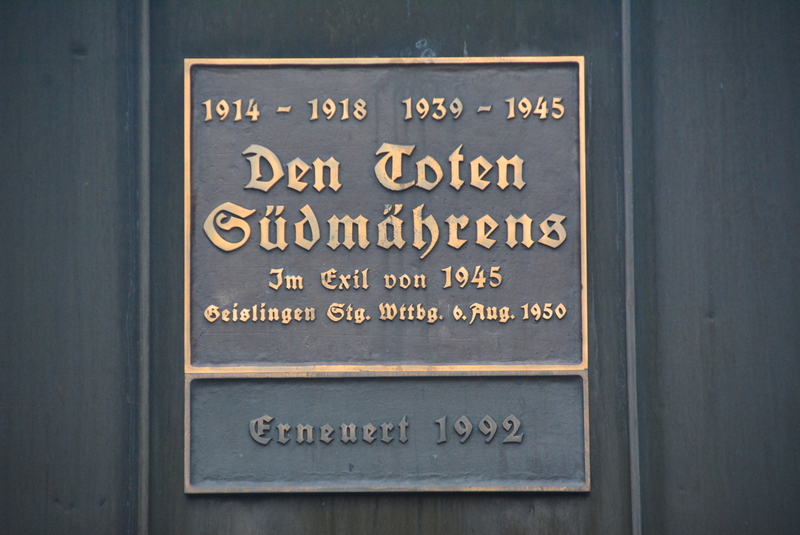 1914 - 1918 1939 - 1945
Den Toten
Südmährens
Im Exil von 1945
Geislingen Stg. Wttbg. 6. Aug. 1950
Erneuert 1992